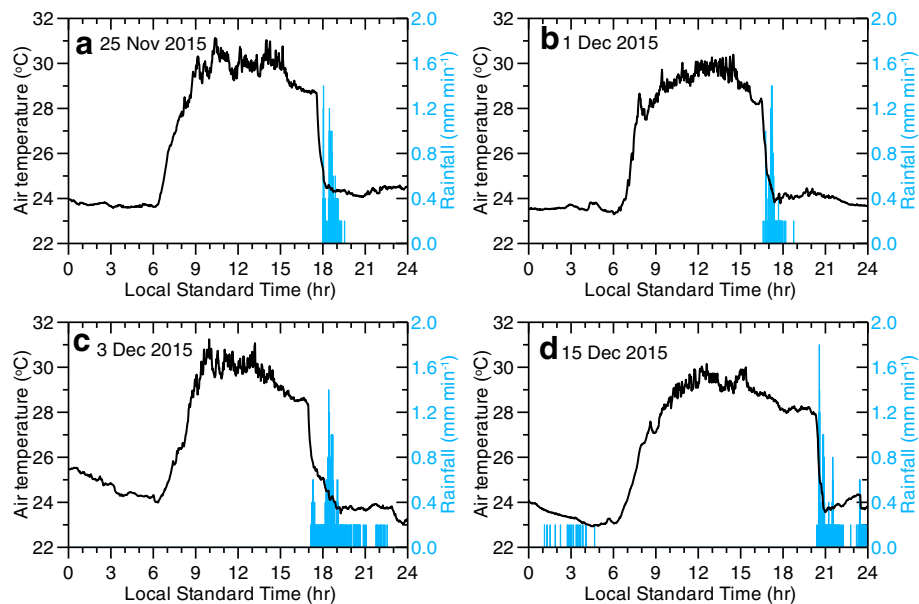 a 25 Nov 2015
32
30
28
26
24
22
Air temperature (°C)
2.0
1.6
1.2
0.8
0.4
0.0
Rainfall (mm min⁻¹)
0 3 6 9 12 15 18 21 24
Local Standard Time (hr)
b 1 Dec 2015
32
30
28
26
24
22
Air temperature (°C)
2.0
1.6
1.2
0.8
0.4
0.0
Rainfall (mm min⁻¹)
0 3 6 9 12 15 18 21 24
Local Standard Time (hr)
c 3 Dec 2015
32
30
28
26
24
22
Air temperature (°C)
2.0
1.6
1.2
0.8
0.4
0.0
Rainfall (mm min⁻¹)
0 3 6 9 12 15 18 21 24
Local Standard Time (hr)
d 15 Dec 2015
32
30
28
26
24
22
Air temperature (°C)
2.0
1.6
1.2
0.8
0.4
0.0
Rainfall (mm min⁻¹)
0 3 6 9 12 15 18 21 24
Local Standard Time (hr)